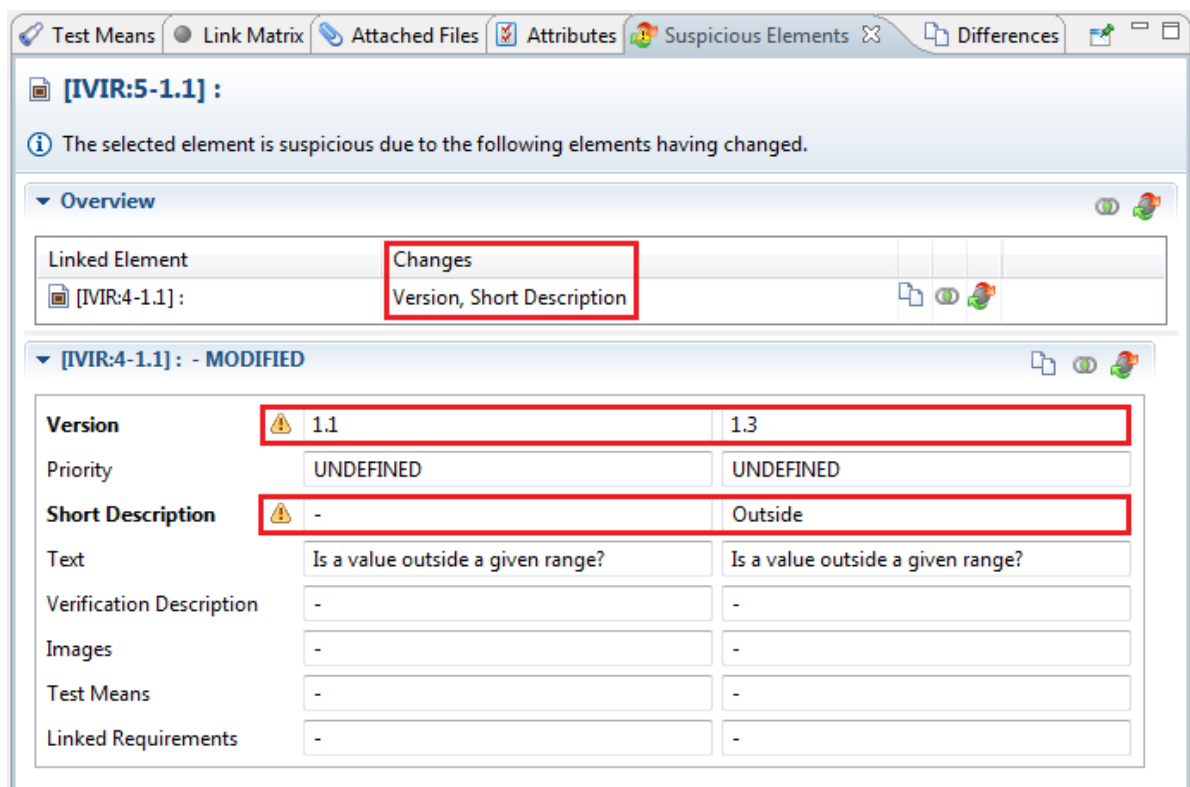 Test Means Link Matrix Attached Files Attributes Suspicious Elements Differences
[IVIR:5-1.1] :
The selected element is suspicious due to the following elements having changed.
Overview
Linked Element Changes
[IVIR:4-1.1] : Version, Short Description
[IVIR:4-1.1] : - MODIFIED
Version 1.1 1.3
Priority UNDEFINED UNDEFINED
Short Description - Outside
Text Is a value outside a given range? Is a value outside a given range?
Verification Description - -
Images - -
Test Means - -
Linked Requirements - -